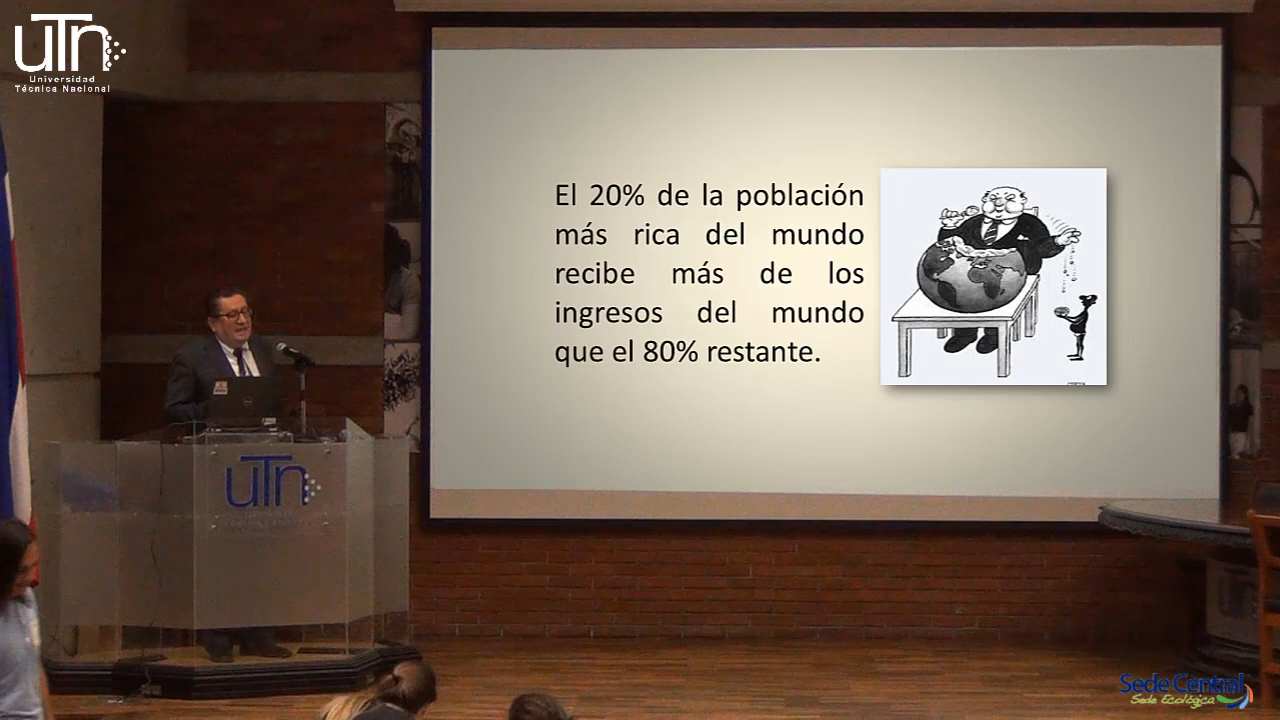 UTN
Universidad
Técnica Nacional
El 20% de la población
más rica del mundo
recibe más de los
ingresos del mundo
que el 80% restante.
UTN
Sede Central
Sede Ecológica